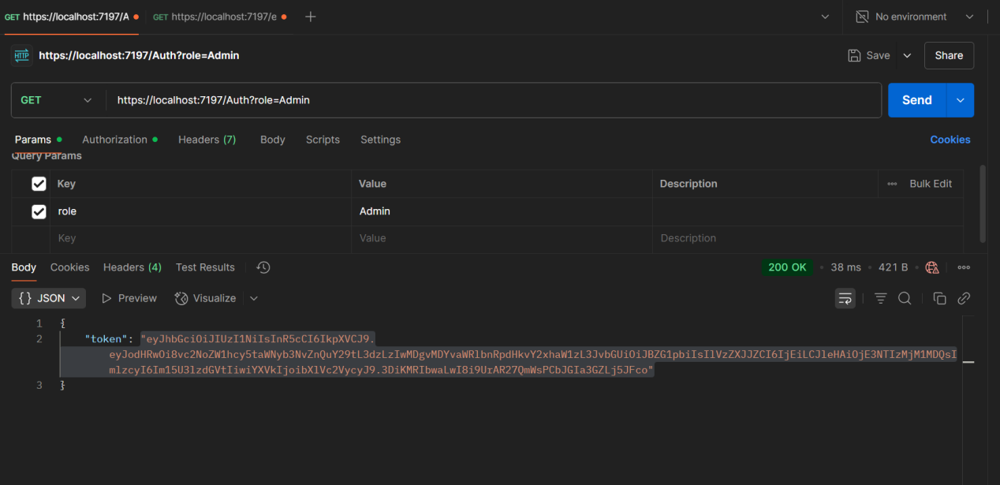 GET https://localhost:7197/A GET https://localhost:7197/e No environment
HTTP https://localhost:7197/Auth?role=Admin Save Share
GET https://localhost:7197/Auth?role=Admin Send
Params Authorization Headers (7) Body Scripts Settings Cookies
Query Params
Key Value Description Bulk Edit
role Admin
Key Value Description
Body Cookies Headers (4) Test Results 200 OK 38 ms 421 B
{} JSON Preview Visualize
1 {
2 "token": "eyJhbGciOiJIUzI1NiIsInR5cCI6IkpXVCJ9.
eyJodHRwOi8vc2NoZW1hcy5taWNyb3NvZnQuY29tL3dzLzIwMDgvMDYvaWRlbnRpdHkvY2xhaW1zL3JvbGUiOiJBZG1pbiIsIlVzZXJJZCI6IjEiLCJleHAiOjE3NTIzMjM1MDQsI
mlzcyI6Im15U3lzdGVtIiwiYXVkIjoibXlVc2VycyJ9.3DiKMRIbwaLwI8i9UrAR27QmWsPCbJGIa3GZLj5JFco"
3 }